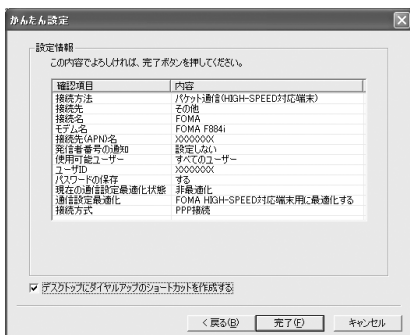 かんたん設定
設定情報
この内容でよろしければ、完了ボタンを押してください。
確認項目 内容
接続方法 パケット通信(HIGH-SPEED対応端末)
接続先 その他
接続名 FOMA
モデム名 FOMA F884i
接続先(APN)名 XXXXXXX
発信者番号の通知 設定しない
使用可能ユーザー すべてのユーザー
ユーザID XXXXXXX
パスワードの保存 する
現在の通信設定最適化状態 非最適化
通信設定最適化 FOMA HIGH-SPEED対応端末用に最適化する
接続方式 PPP接続
デスクトップにダイヤルアップのショートカットを作成する
< 戻る(B) 完了(F) キャンセル